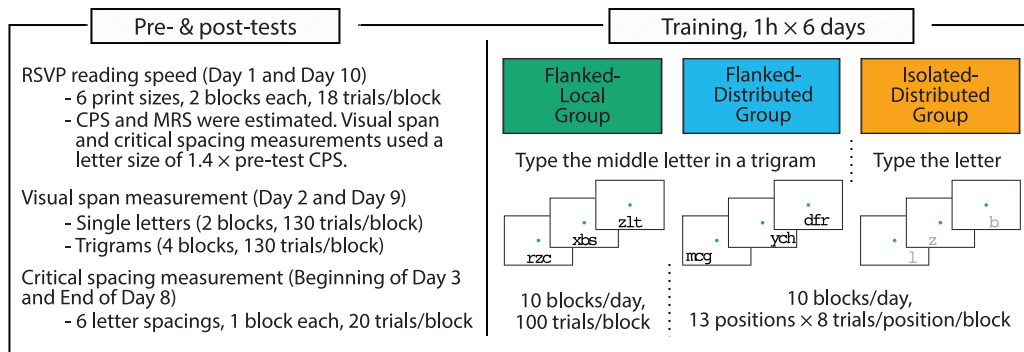 Pre- & post-tests
RSVP reading speed (Day 1 and Day 10)
- 6 print sizes, 2 blocks each, 18 trials/block
- CPS and MRS were estimated. Visual span
and critical spacing measurements used a
letter size of 1.4 × pre-test CPS.
Visual span measurement (Day 2 and Day 9)
- Single letters (2 blocks, 130 trials/block)
- Trigrams (4 blocks, 130 trials/block)
Critical spacing measurement (Beginning of Day 3
and End of Day 8)
- 6 letter spacings, 1 block each, 20 trials/block
Training, 1h × 6 days
Flanked-
Local
Group
Flanked-
Distributed
Group
Isolated-
Distributed
Group
Type the middle letter in a trigram
Type the letter
rzc
xbs
zlt
mcg
ych
dfr
l
z
b
10 blocks/day,
100 trials/block
10 blocks/day,
13 positions × 8 trials/position/block